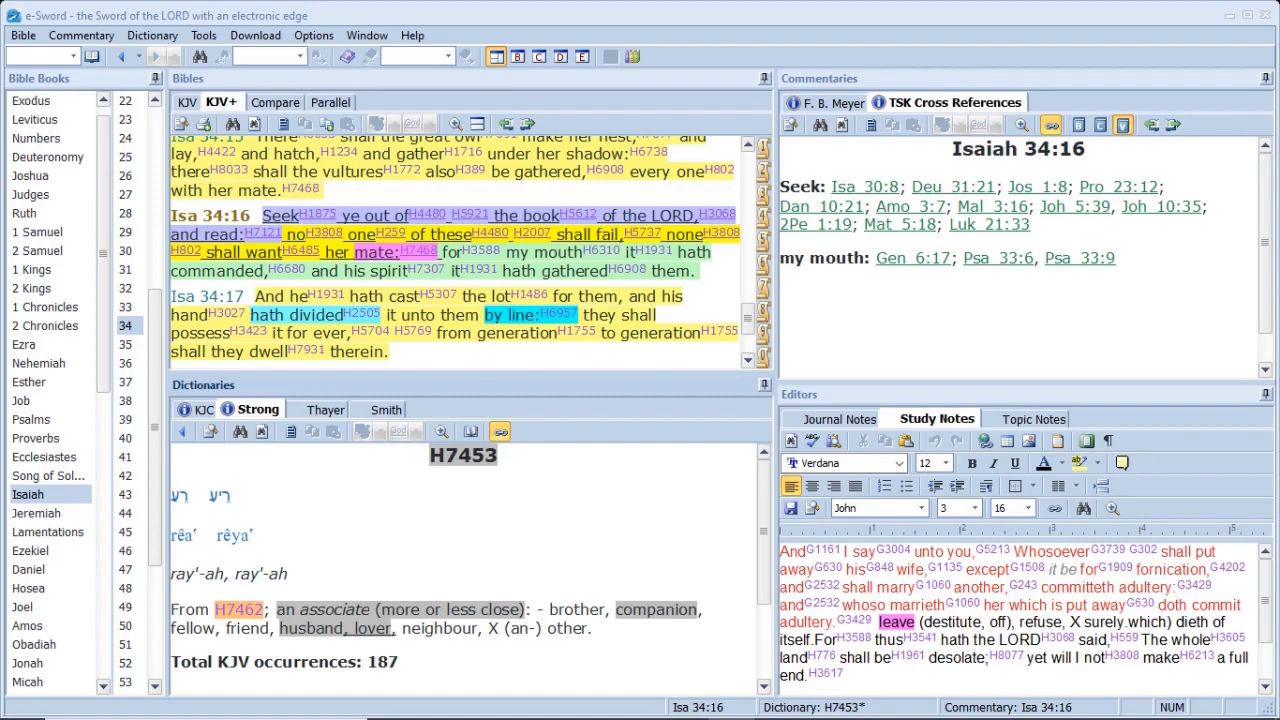 e-Sword - the Sword of the LORD with an electronic edge
Bible Commentary Dictionary Tools Download Options Window Help
B C D E
Bible Books
Exodus 22
Leviticus 23
Numbers 24
Deuteronomy 25
Joshua 26
Judges 27
Ruth 28
1 Samuel 29
2 Samuel 30
1 Kings 31
2 Kings 32
1 Chronicles 33
2 Chronicles 34
Ezra 35
Nehemiah 36
Esther 37
Job 38
Psalms 39
Proverbs 40
Ecclesiastes 41
Song of Sol... 42
Isaiah 43
Jeremiah 44
Lamentations 45
Ezekiel 46
Daniel 47
Hosea 48
Joel 49
Amos 50
Obadiah 51
Jonah 52
Micah 53
Bibles
KJV KJV+ Compare Parallel
lay,H4422 and hatch,H1234 and gatherH1716 under her shadow:H6738
thereH8033 shall the vulturesH1772 alsoH389 be gathered,H6908 every oneH802
with her mate.H7468
Isa 34:16 SeekH1875 ye out ofH4480 H5921 the bookH5612 of the LORD,H3068
and read:H7121 noH3808 oneH259 of theseH4480 H2007 shall fail,H5737 noneH3808
H802 shall wantH6485 her mate:H7468 forH3588 my mouthH6310 itH1931 hath
commanded,H6680 and his spiritH7307 itH1931 hath gatheredH6908 them.
Isa 34:17 And heH1931 hath castH5307 the lotH1486 for them, and his
handH3027 hath dividedH2505 it unto them by line:H6957 they shall
possessH3423 it for ever,H5704 H5769 from generationH1755 to generationH1755
shall they dwellH7931 therein.
Dictionaries
KJC Strong Thayer Smith
H7453
רֵעַ רֵיעַ
rêa‛ rêya‛
ray'-ah, ray'-ah
From H7462; an associate (more or less close): - brother, companion,
fellow, friend, husband, lover, neighbour, X (an-) other.
Total KJV occurrences: 187
Commentaries
F. B. Meyer TSK Cross References
Isaiah 34:16
Seek: Isa 30:8; Deu 31:21; Jos 1:8; Pro 23:12;
Dan 10:21; Amo 3:7; Mal 3:16; Joh 5:39, Joh 10:35;
2Pe 1:19; Mat 5:18; Luk 21:33
my mouth: Gen 6:17; Psa 33:6, Psa 33:9
Editors
Journal Notes Study Notes Topic Notes
Verdana 12 B I U A
John 3 16
1 2 3 4 5
AndG1161 I sayG3004 unto you,G5213 WhosoeverG3739 G302 shall put
awayG630 hisG848 wife,G1135 exceptG1508 it be forG1909 fornication,G4202
andG2532 shall marryG1060 another,G243 committeth adultery:G3429
andG2532 whoso marriethG1060 her which is put awayG630 doth commit
adultery.G3429 leave (destitute, off), refuse, X surely.which) dieth of
itself.ForH3588 thusH3541 hath the LORDH3068 said,H559 The wholeH3605
landH776 shall beH1961 desolate;H8077 yet will I notH3808 makeH6213 a full
end.H3617
Isa 34:16 Dictionary: H7453* Commentary: Isa 34:16 NUM